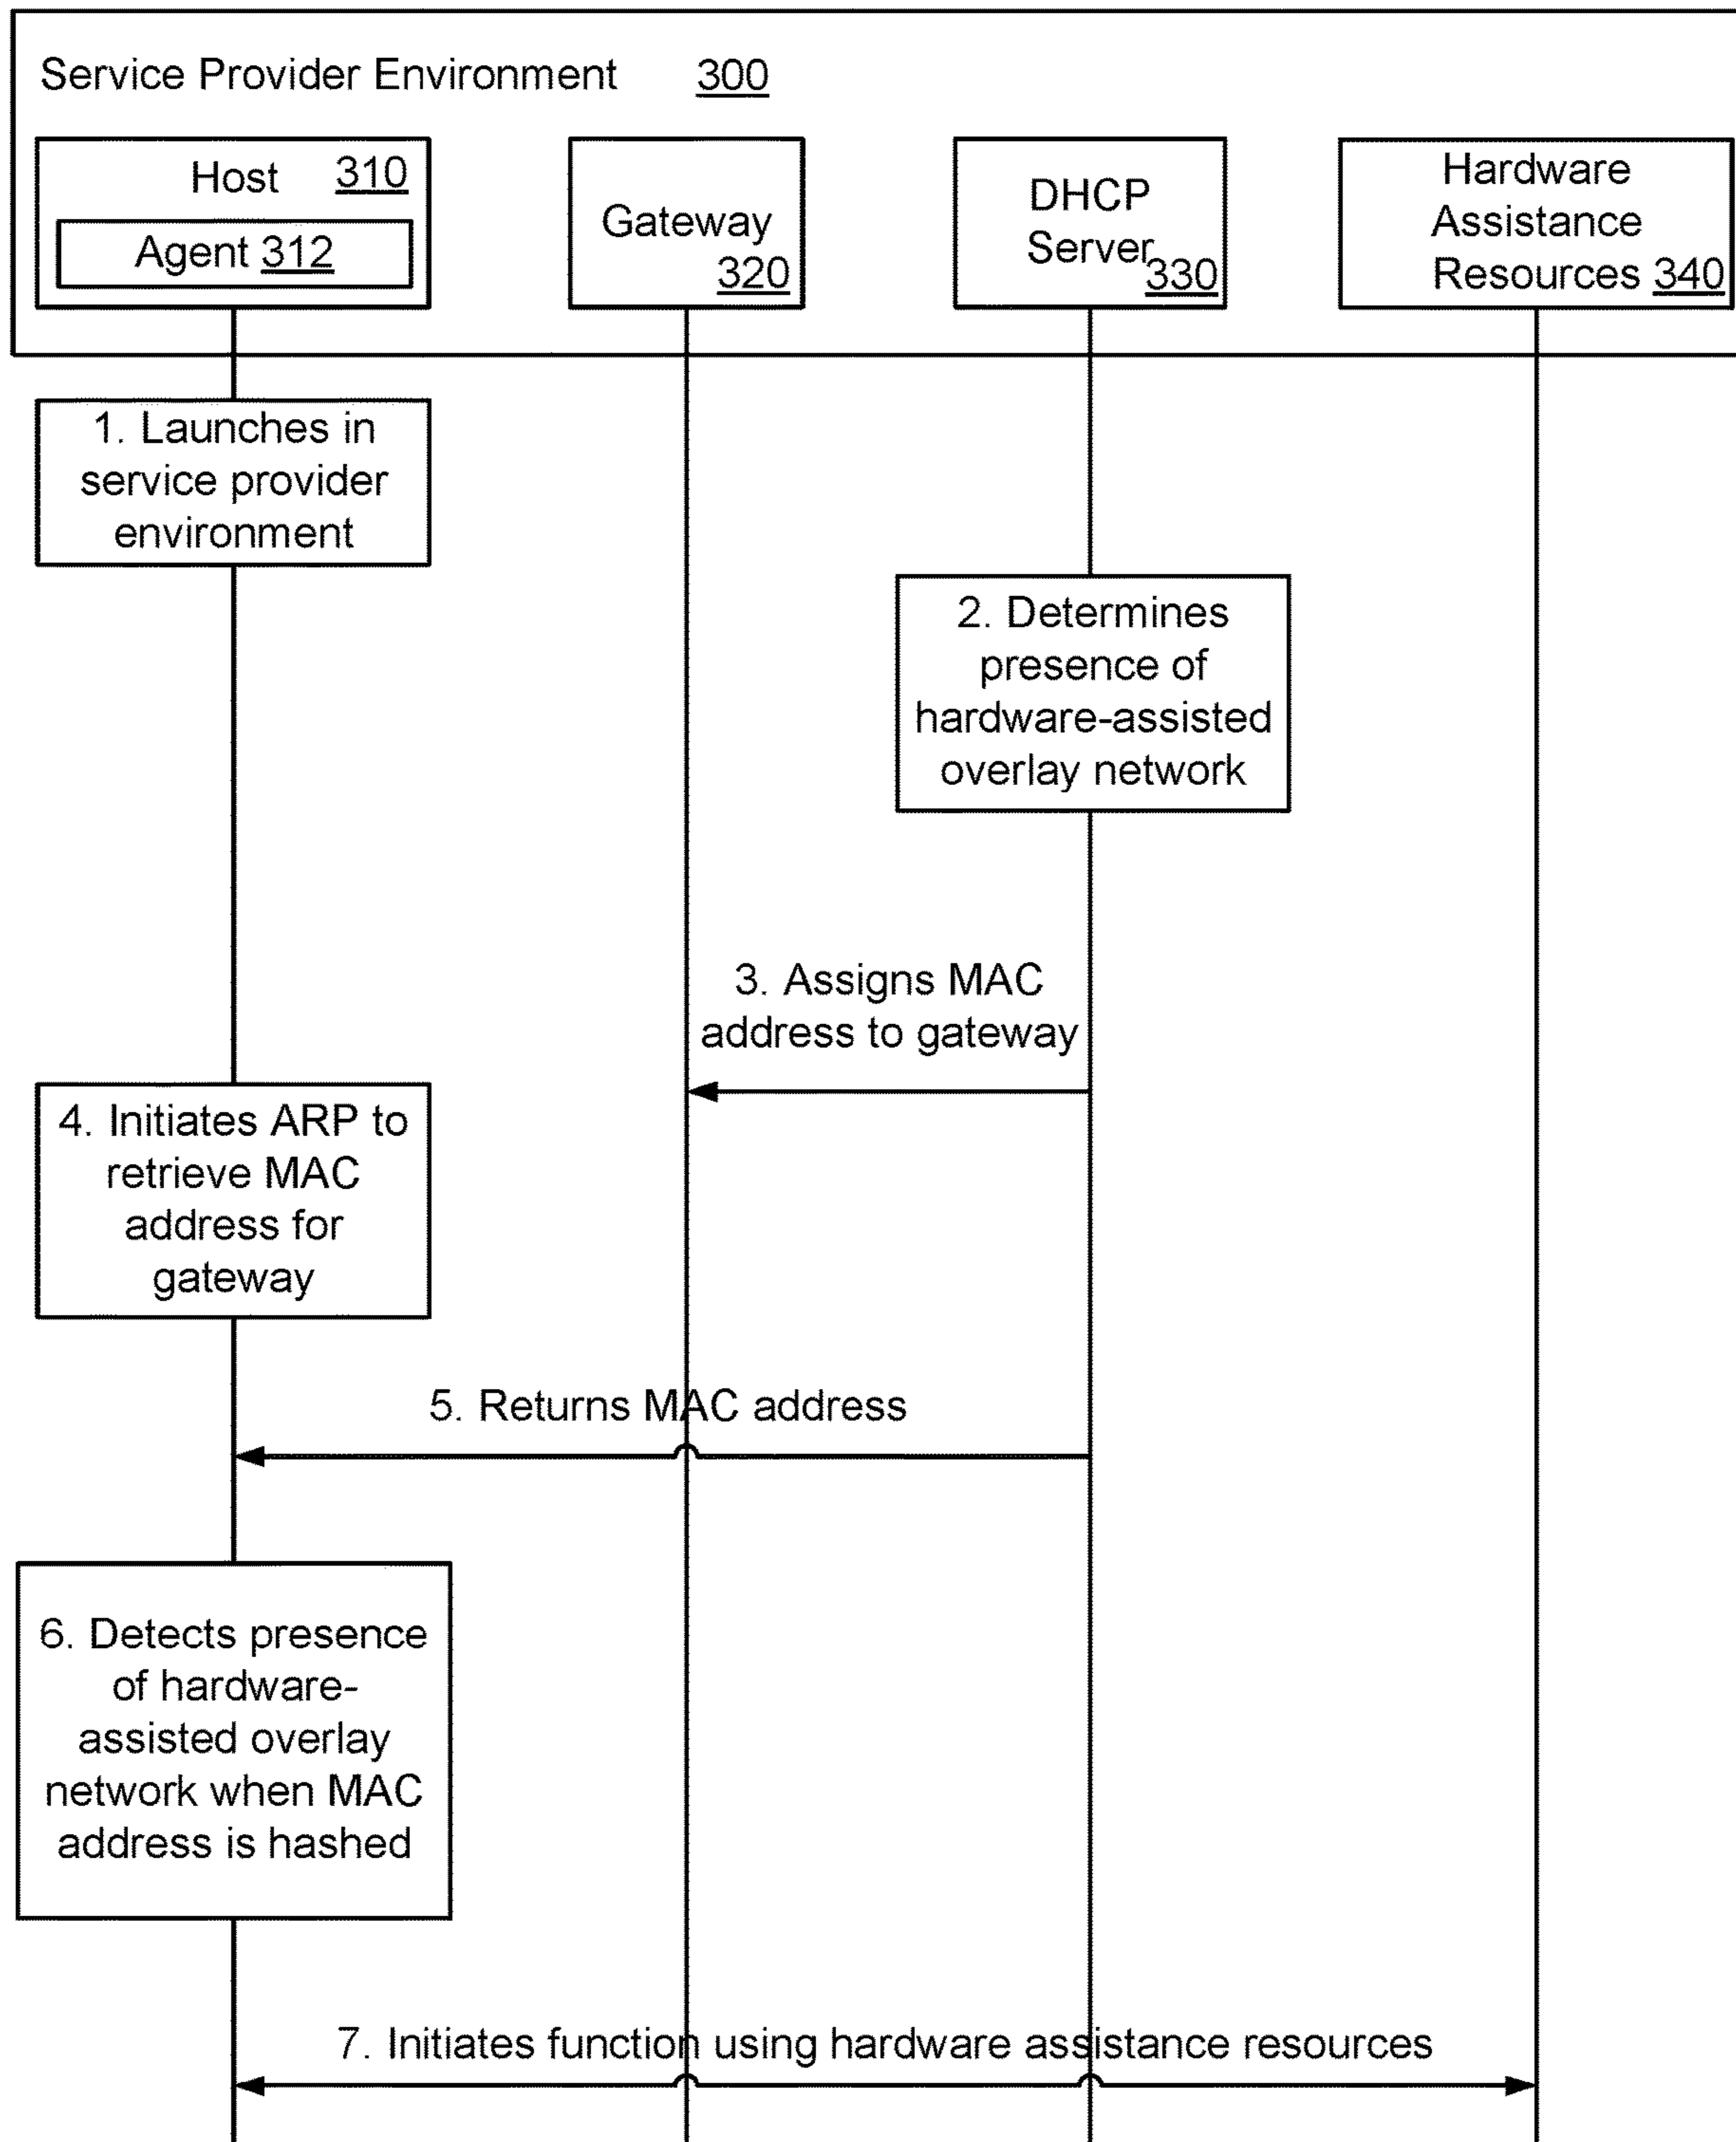 Service Provider Environment 300
Host 310
Agent 312
Gateway
320
DHCP
Server 330
Hardware
Assistance
Resources 340
1. Launches in
service provider
environment
2. Determines
presence of
hardware-assisted
overlay network
3. Assigns MAC
address to gateway
4. Initiates ARP to
retrieve MAC
address for
gateway
5. Returns MAC address
6. Detects presence
of hardware-
assisted overlay
network when MAC
address is hashed
7. Initiates function using hardware assistance resources